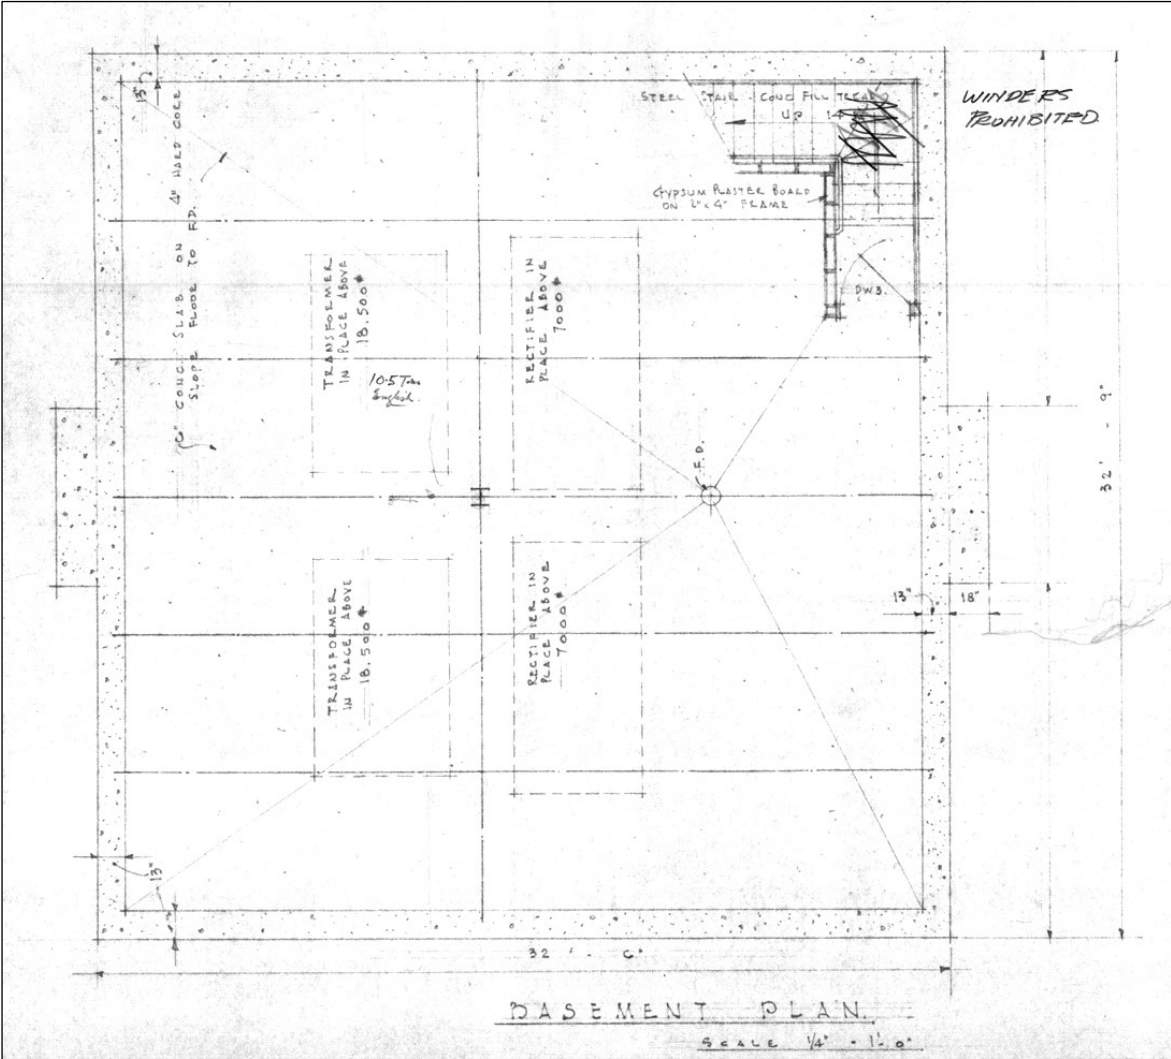 13"
STEEL STAIR CONC FILL TREADS
UP 14
WINDERS
PROHIBITED
GYPSUM PLASTER BOARD
ON 2" x 4" FRAME
6" CONC. SLAB ON 4" HARD CORE
SLOPE FLOOR TO F.D.
TRANSFORMER
IN PLACE ABOVE
18.500#
10.5 Tons
English.
RECTIFIER IN
PLACE ABOVE
7000#
DW3.
F.D.
32' - 9"
TRANSFORMER
IN PLACE ABOVE
18.500#
RECTIFIER IN
PLACE ABOVE
7000#
13" 18"
13"
BASEMENT PLAN.
SCALE 1/4" - 1'-0"